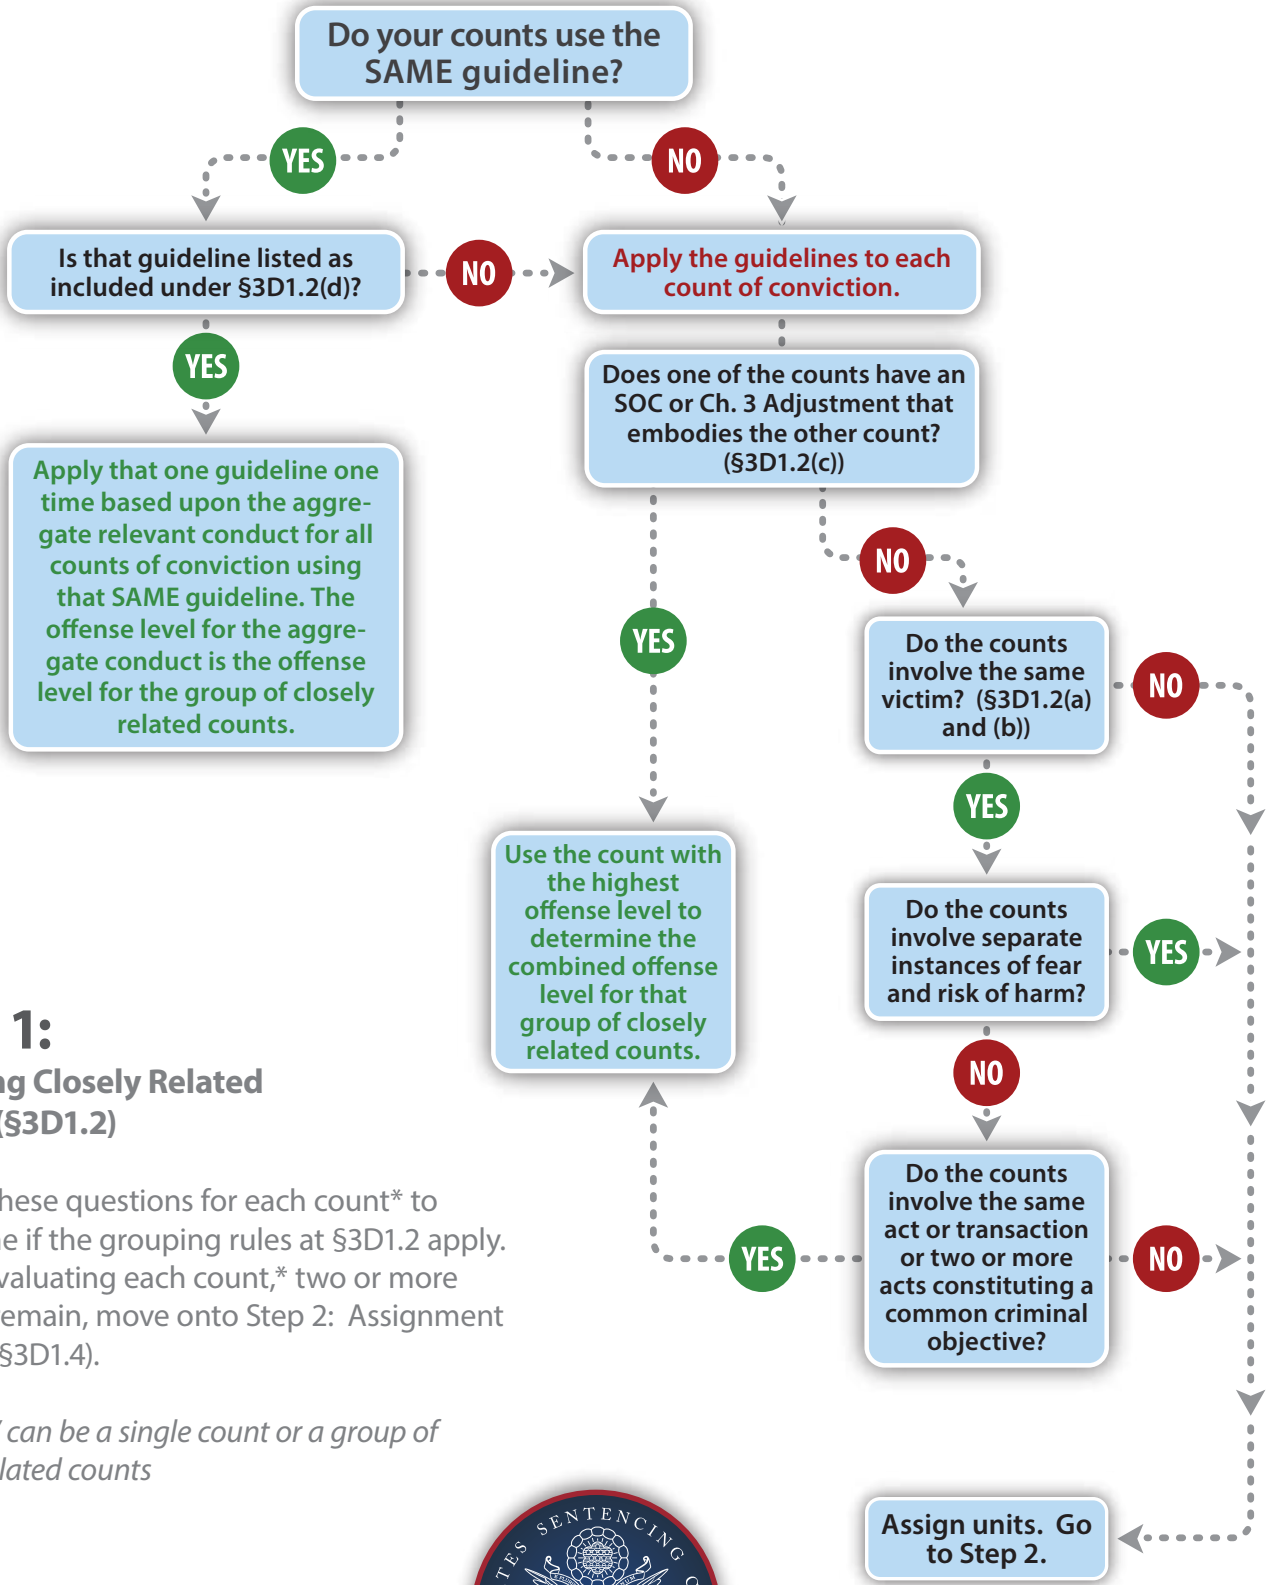 Do your counts use the
SAME guideline?
YES
NO
Is that guideline listed as
included under §3D1.2(d)?
NO
Apply the guidelines to each
count of conviction.
YES
Does one of the counts have an
SOC or Ch. 3 Adjustment that
embodies the other count?
(§3D1.2(c))
Apply that one guideline one
time based upon the aggre-
gate relevant conduct for all
counts of conviction using
that SAME guideline. The
offense level for the aggre-
gate conduct is the offense
level for the group of closely
related counts.
NO
YES
Do the counts
involve the same
victim? (§3D1.2(a)
and (b))
NO
YES
Use the count with
the highest
offense level to
determine the
combined offense
level for that
group of closely
related counts.
Do the counts
involve separate
instances of fear
and risk of harm?
YES
NO
Do the counts
involve the same
act or transaction
or two or more
acts constituting a
common criminal
objective?
YES
NO
1:
ng Closely Related
(§3D1.2)
hese questions for each count* to
e if the grouping rules at §3D1.2 apply.
valuating each count,* two or more
remain, move onto Step 2: Assignment
§3D1.4).
can be a single count or a group of
lated counts
Assign units. Go
to Step 2.
TES SENTENCING